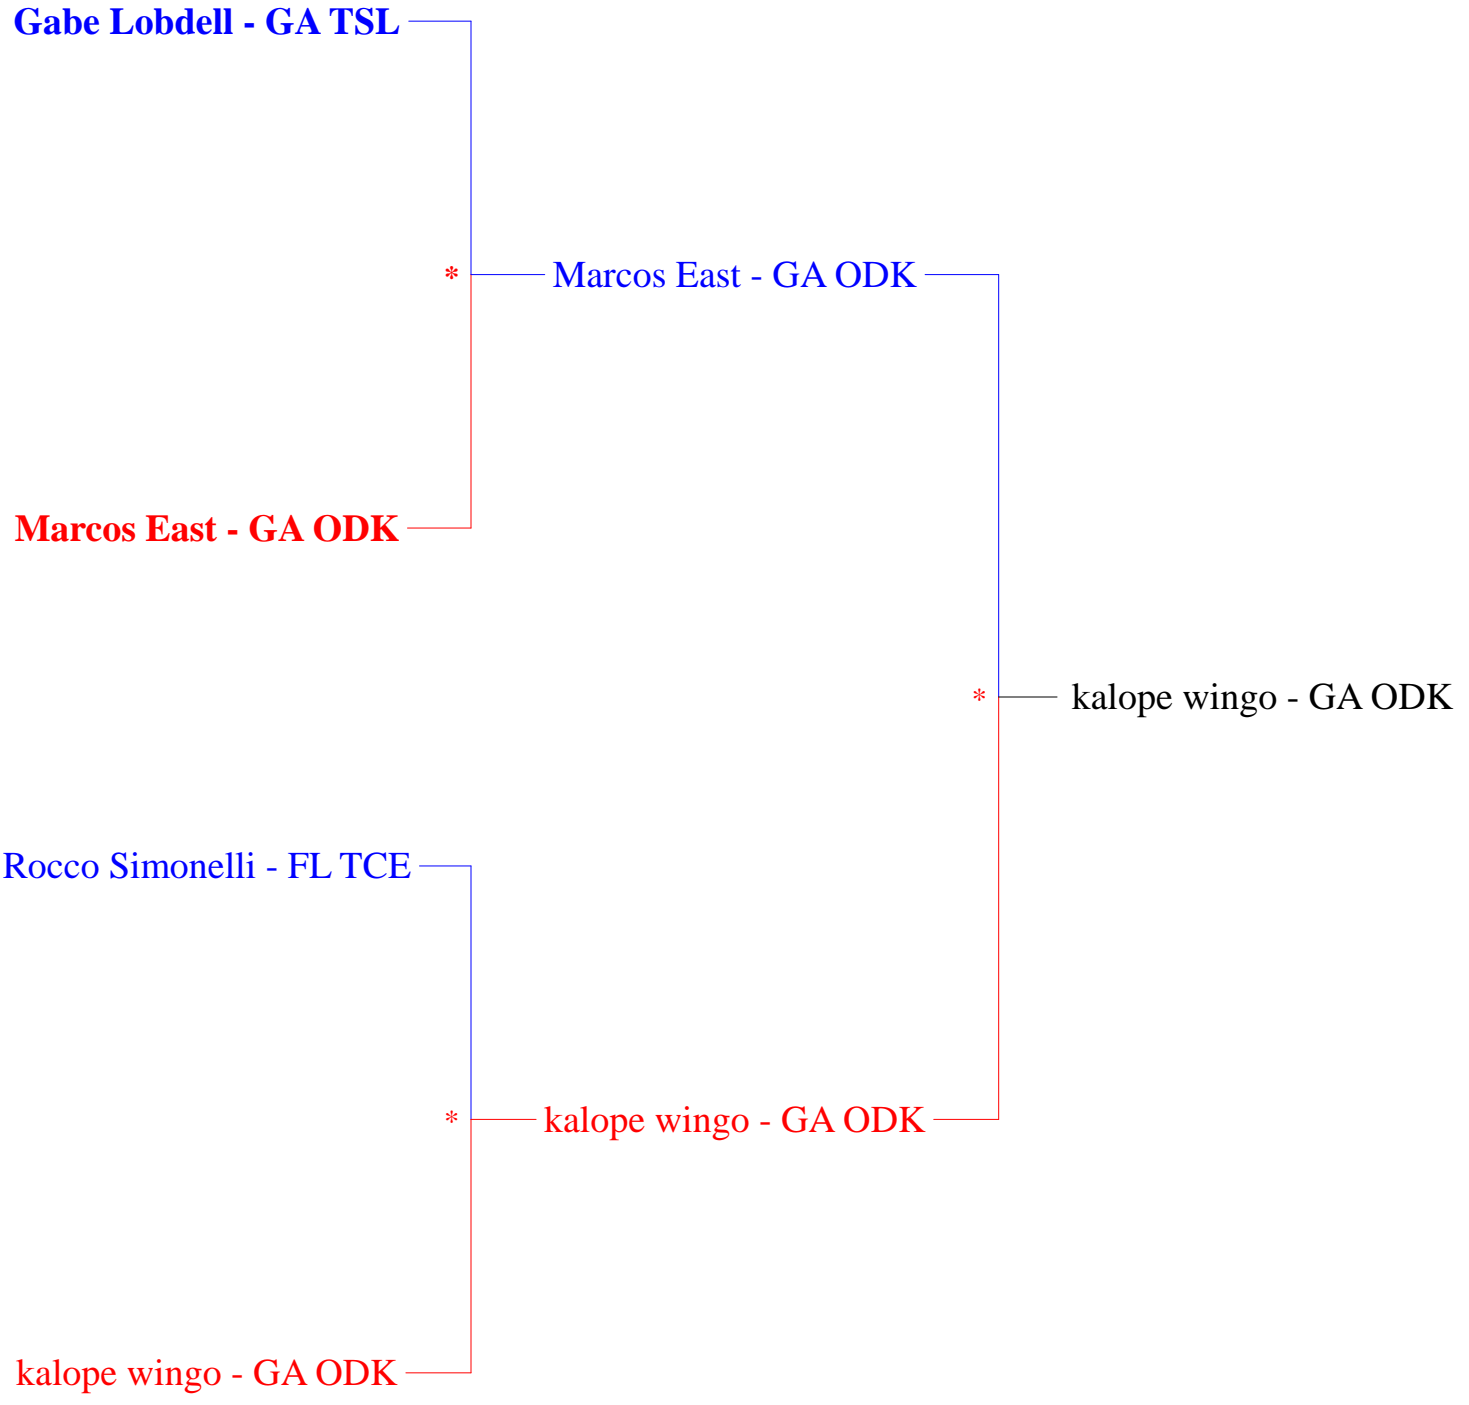 Gabe Lobdell - GA TSL
* Marcos East - GA ODK
Marcos East - GA ODK
* kalope wingo - GA ODK
Rocco Simonelli - FL TCE
* kalope wingo - GA ODK
kalope wingo - GA ODK